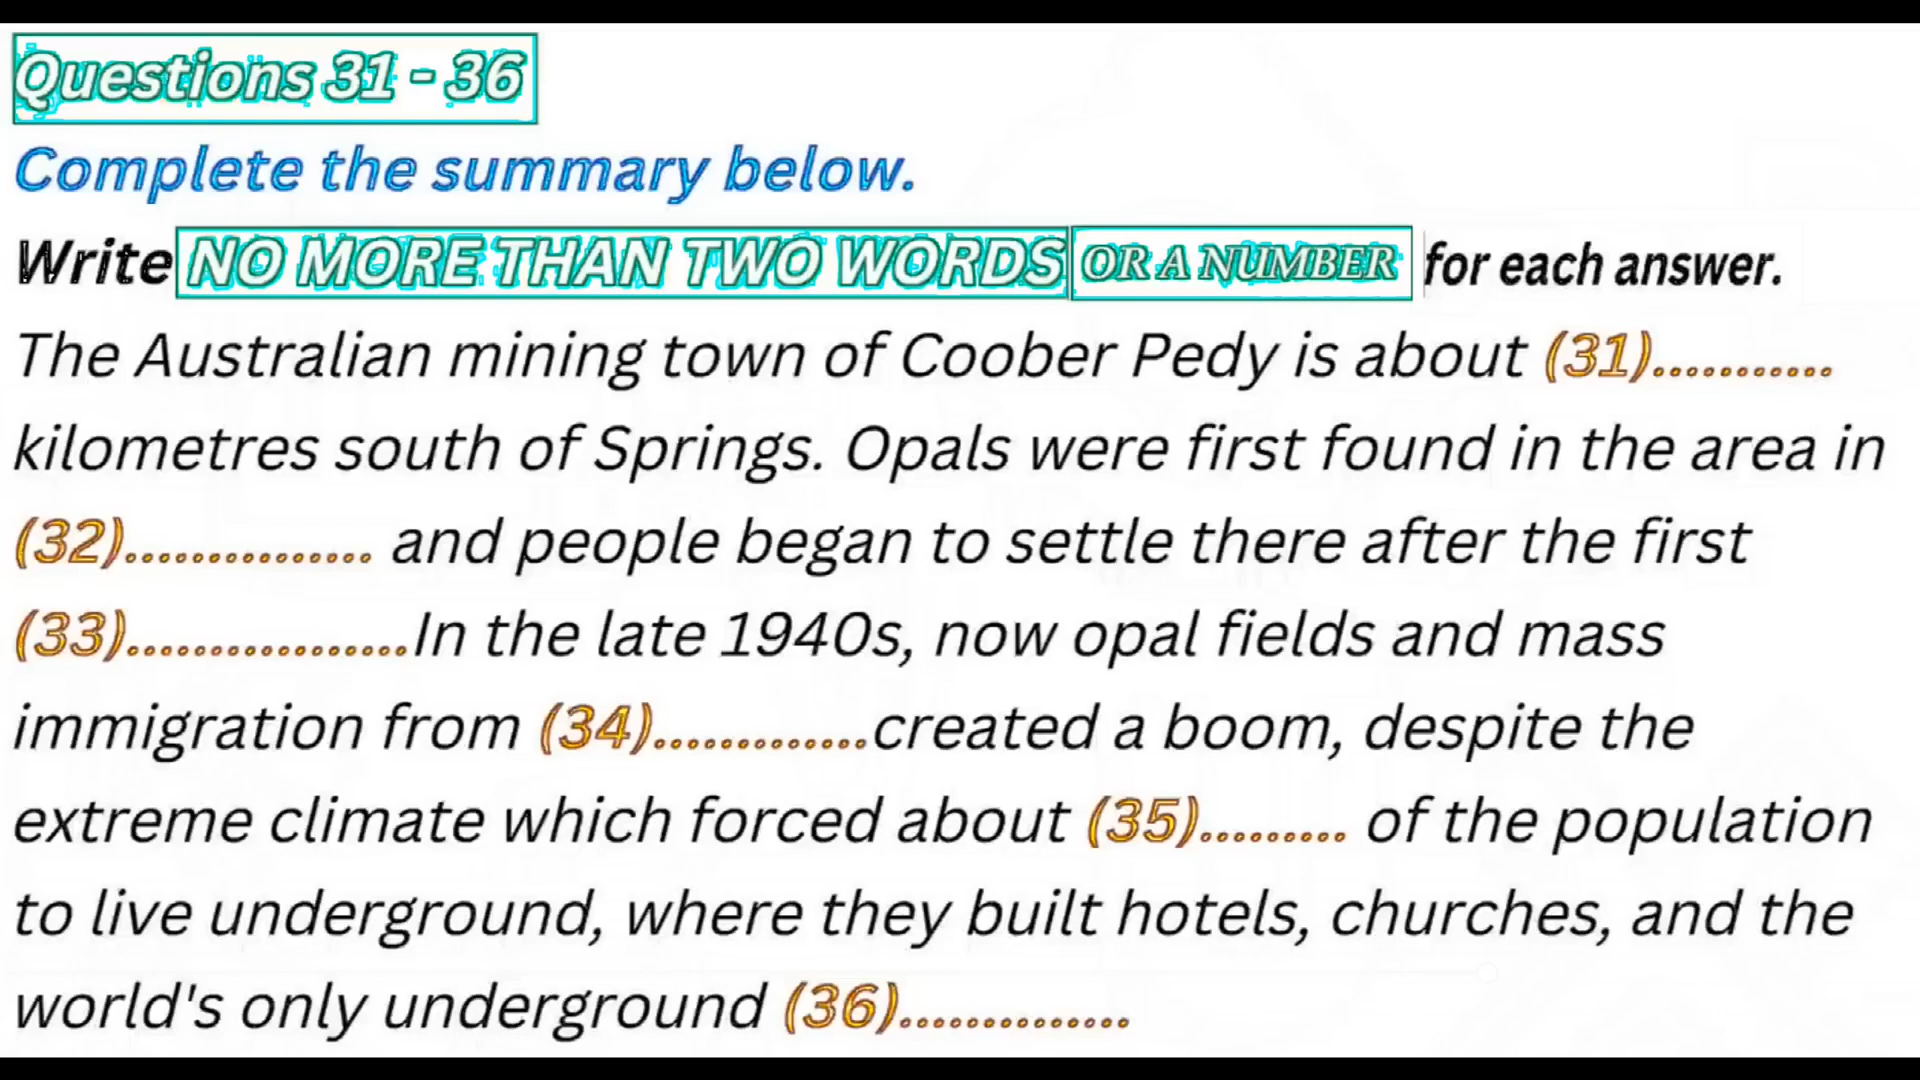 Questions 31 - 36
Complete the summary below.
Write NO MORE THAN TWO WORDS OR A NUMBER for each answer.
The Australian mining town of Coober Pedy is about (31)...........
kilometres south of Springs. Opals were first found in the area in
(32)............... and people began to settle there after the first
(33).................In the late 1940s, now opal fields and mass
immigration from (34).............created a boom, despite the
extreme climate which forced about (35)......... of the population
to live underground, where they built hotels, churches, and the
world's only underground (36)..............